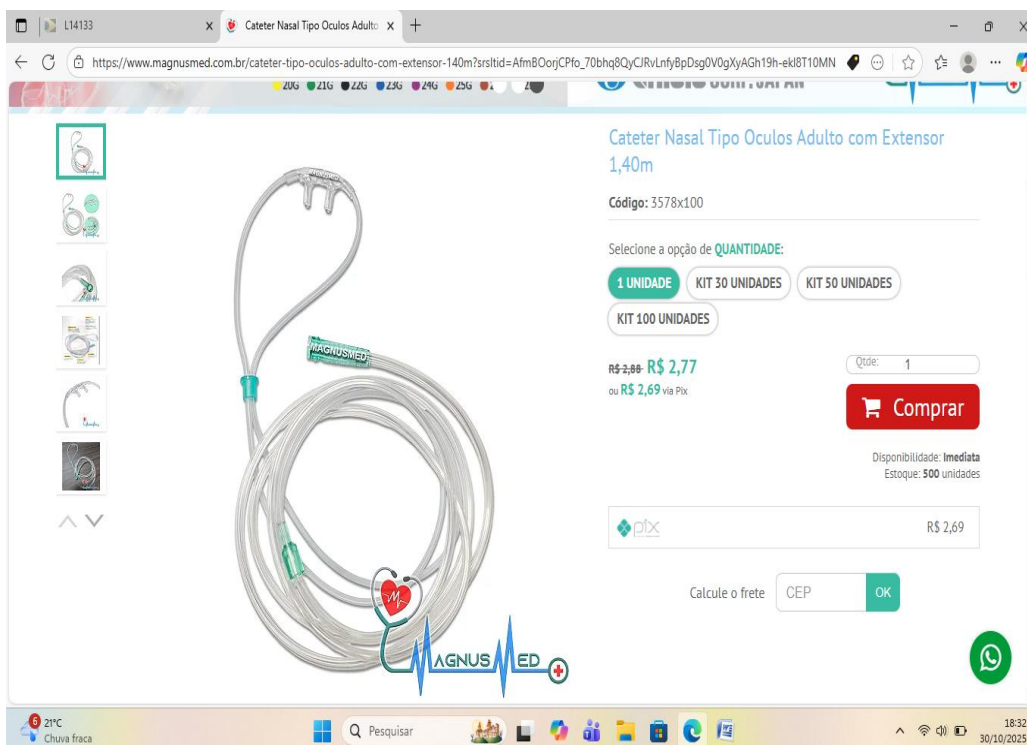 L14133
Cateter Nasal Tipo Oculos Adulto
https://www.magnusmed.com.br/cateter-tipo-oculos-adulto-com-extensor-140m?srsltid=AfmBOorjCPfo_70bhq8QyCJRvLnfyBpDsg0V0gXyAGh19h-ekl8T10MN
20G 21G 22G 23G 24G 25G
Cateter Nasal Tipo Oculos Adulto com Extensor
1,40m
Código: 3578x100
Selecione a opção de QUANTIDADE:
1 UNIDADE KIT 30 UNIDADES KIT 50 UNIDADES
KIT 100 UNIDADES
R$ 2,88 R$ 2,77
ou R$ 2,69 via Pix
Qtde: 1
Comprar
Disponibilidade: Imediata
Estoque: 500 unidades
pix R$ 2,69
Calcule o frete CEP OK
MAGNUSMED
MAGNUSMED
MAGNUSMED
6
21°C
Chuva fraca
Pesquisar
18:32
30/10/2025